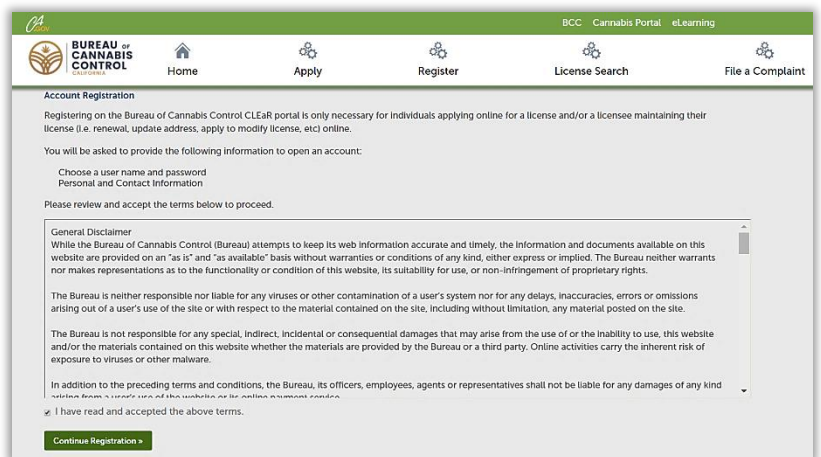 CA.GOV
BCC Cannabis Portal eLearning
BUREAU OF
CANNABIS
CONTROL
CALIFORNIA
Home Apply Register License Search File a Complaint
Account Registration
Registering on the Bureau of Cannabis Control CLEaR portal is only necessary for individuals applying online for a license and/or a licensee maintaining their
license (i.e. renewal, update address, apply to modify license, etc) online.
You will be asked to provide the following information to open an account:
Choose a user name and password
Personal and Contact Information
Please review and accept the terms below to proceed.
General Disclaimer
While the Bureau of Cannabis Control (Bureau) attempts to keep its web information accurate and timely, the information and documents available on this
website are provided on an "as is" and "as available" basis without warranties or conditions of any kind, either express or implied. The Bureau neither warrants
nor makes representations as to the functionality or condition of this website, its suitability for use, or non-infringement of proprietary rights.
The Bureau is neither responsible nor liable for any viruses or other contamination of a user's system nor for any delays, inaccuracies, errors or omissions
arising out of a user's use of the site or with respect to the material contained on the site, including without limitation, any material posted on the site.
The Bureau is not responsible for any special, indirect, incidental or consequential damages that may arise from the use of or the inability to use, this website
and/or the materials contained on this website whether the materials are provided by the Bureau or a third party. Online activities carry the inherent risk of
exposure to viruses or other malware.
In addition to the preceding terms and conditions, the Bureau, its officers, employees, agents or representatives shall not be liable for any damages of any kind
arising from a user's use of the website or its online payment service
I have read and accepted the above terms.
Continue Registration »